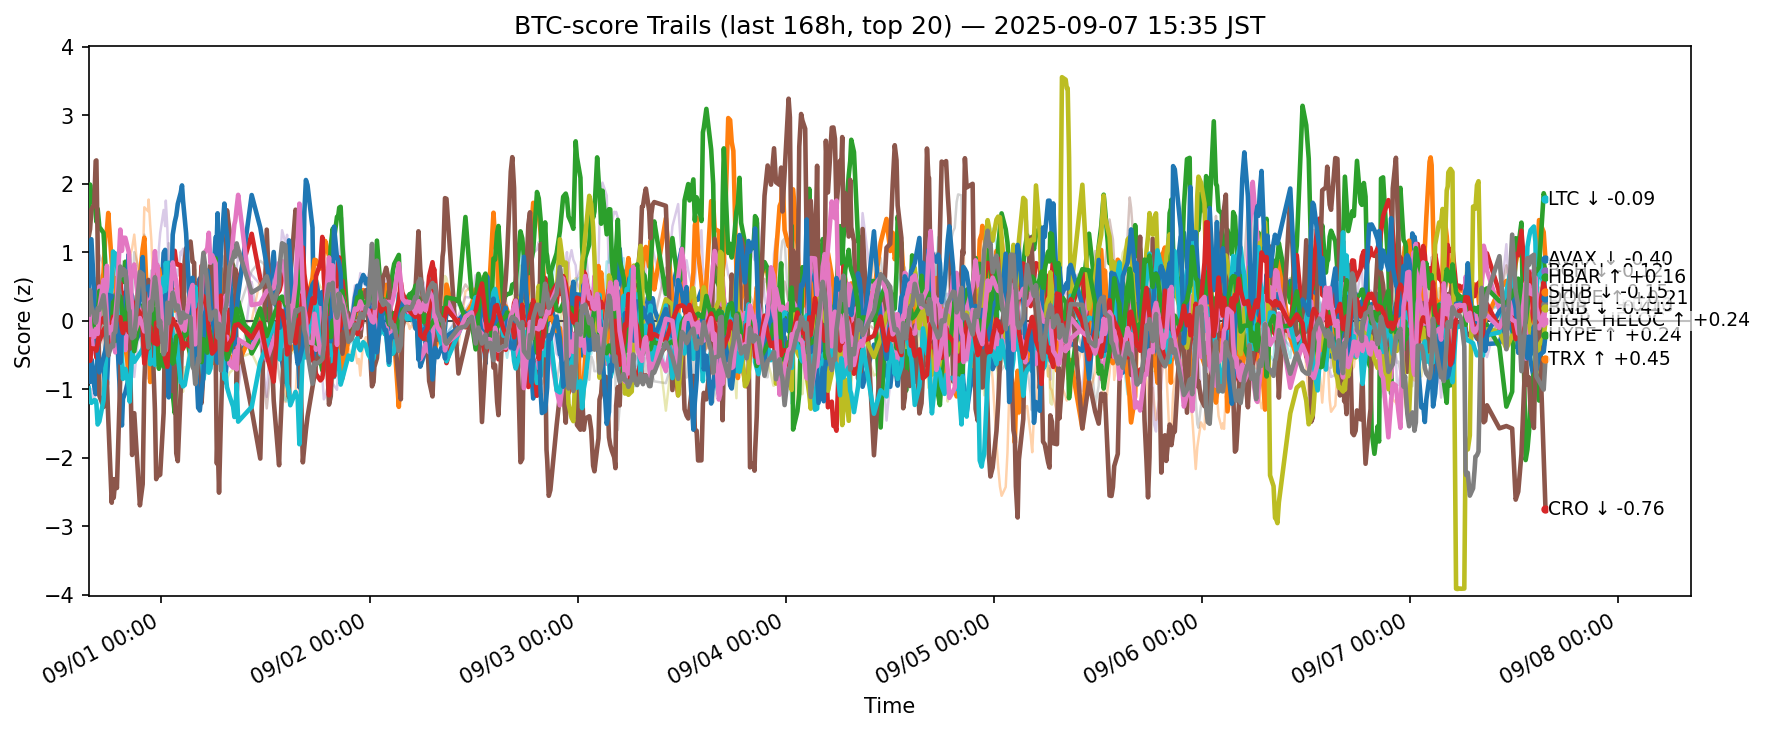 BTC-score Trails (last 168h, top 20) — 2025-09-07 15:35 JST
Score (z)
4
3
2
1
0
−1
−2
−3
−4
LTC ↓ -0.09
AVAX ↓ -0.40
HBAR ↑ +0.16
SHIB ↓ -0.15
BNB ↓ -0.41
FIGR_HELOC ↑ +0.24
HYPE ↑ +0.24
TRX ↑ +0.45
CRO ↓ -0.76
09/01 00:00
09/02 00:00
09/03 00:00
09/04 00:00
09/05 00:00
09/06 00:00
09/07 00:00
09/08 00:00
Time